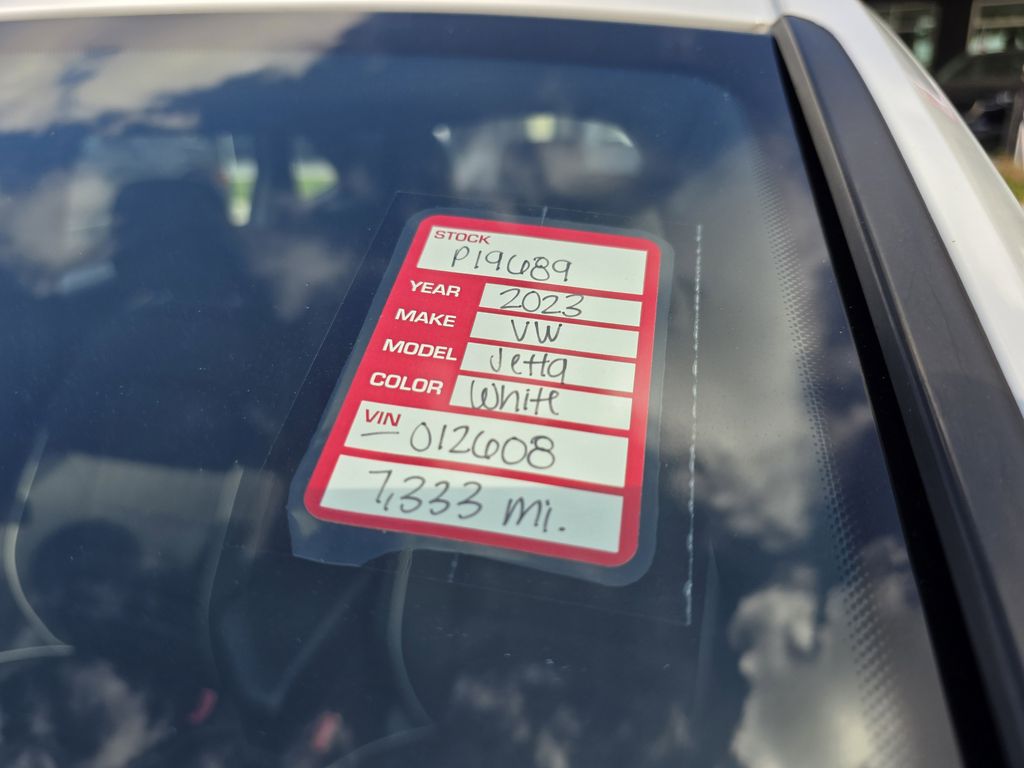 STOCK
P19689
YEAR 2023
MAKE VW
MODEL Jetta
COLOR White
VIN
- 012608
7,333 mi.